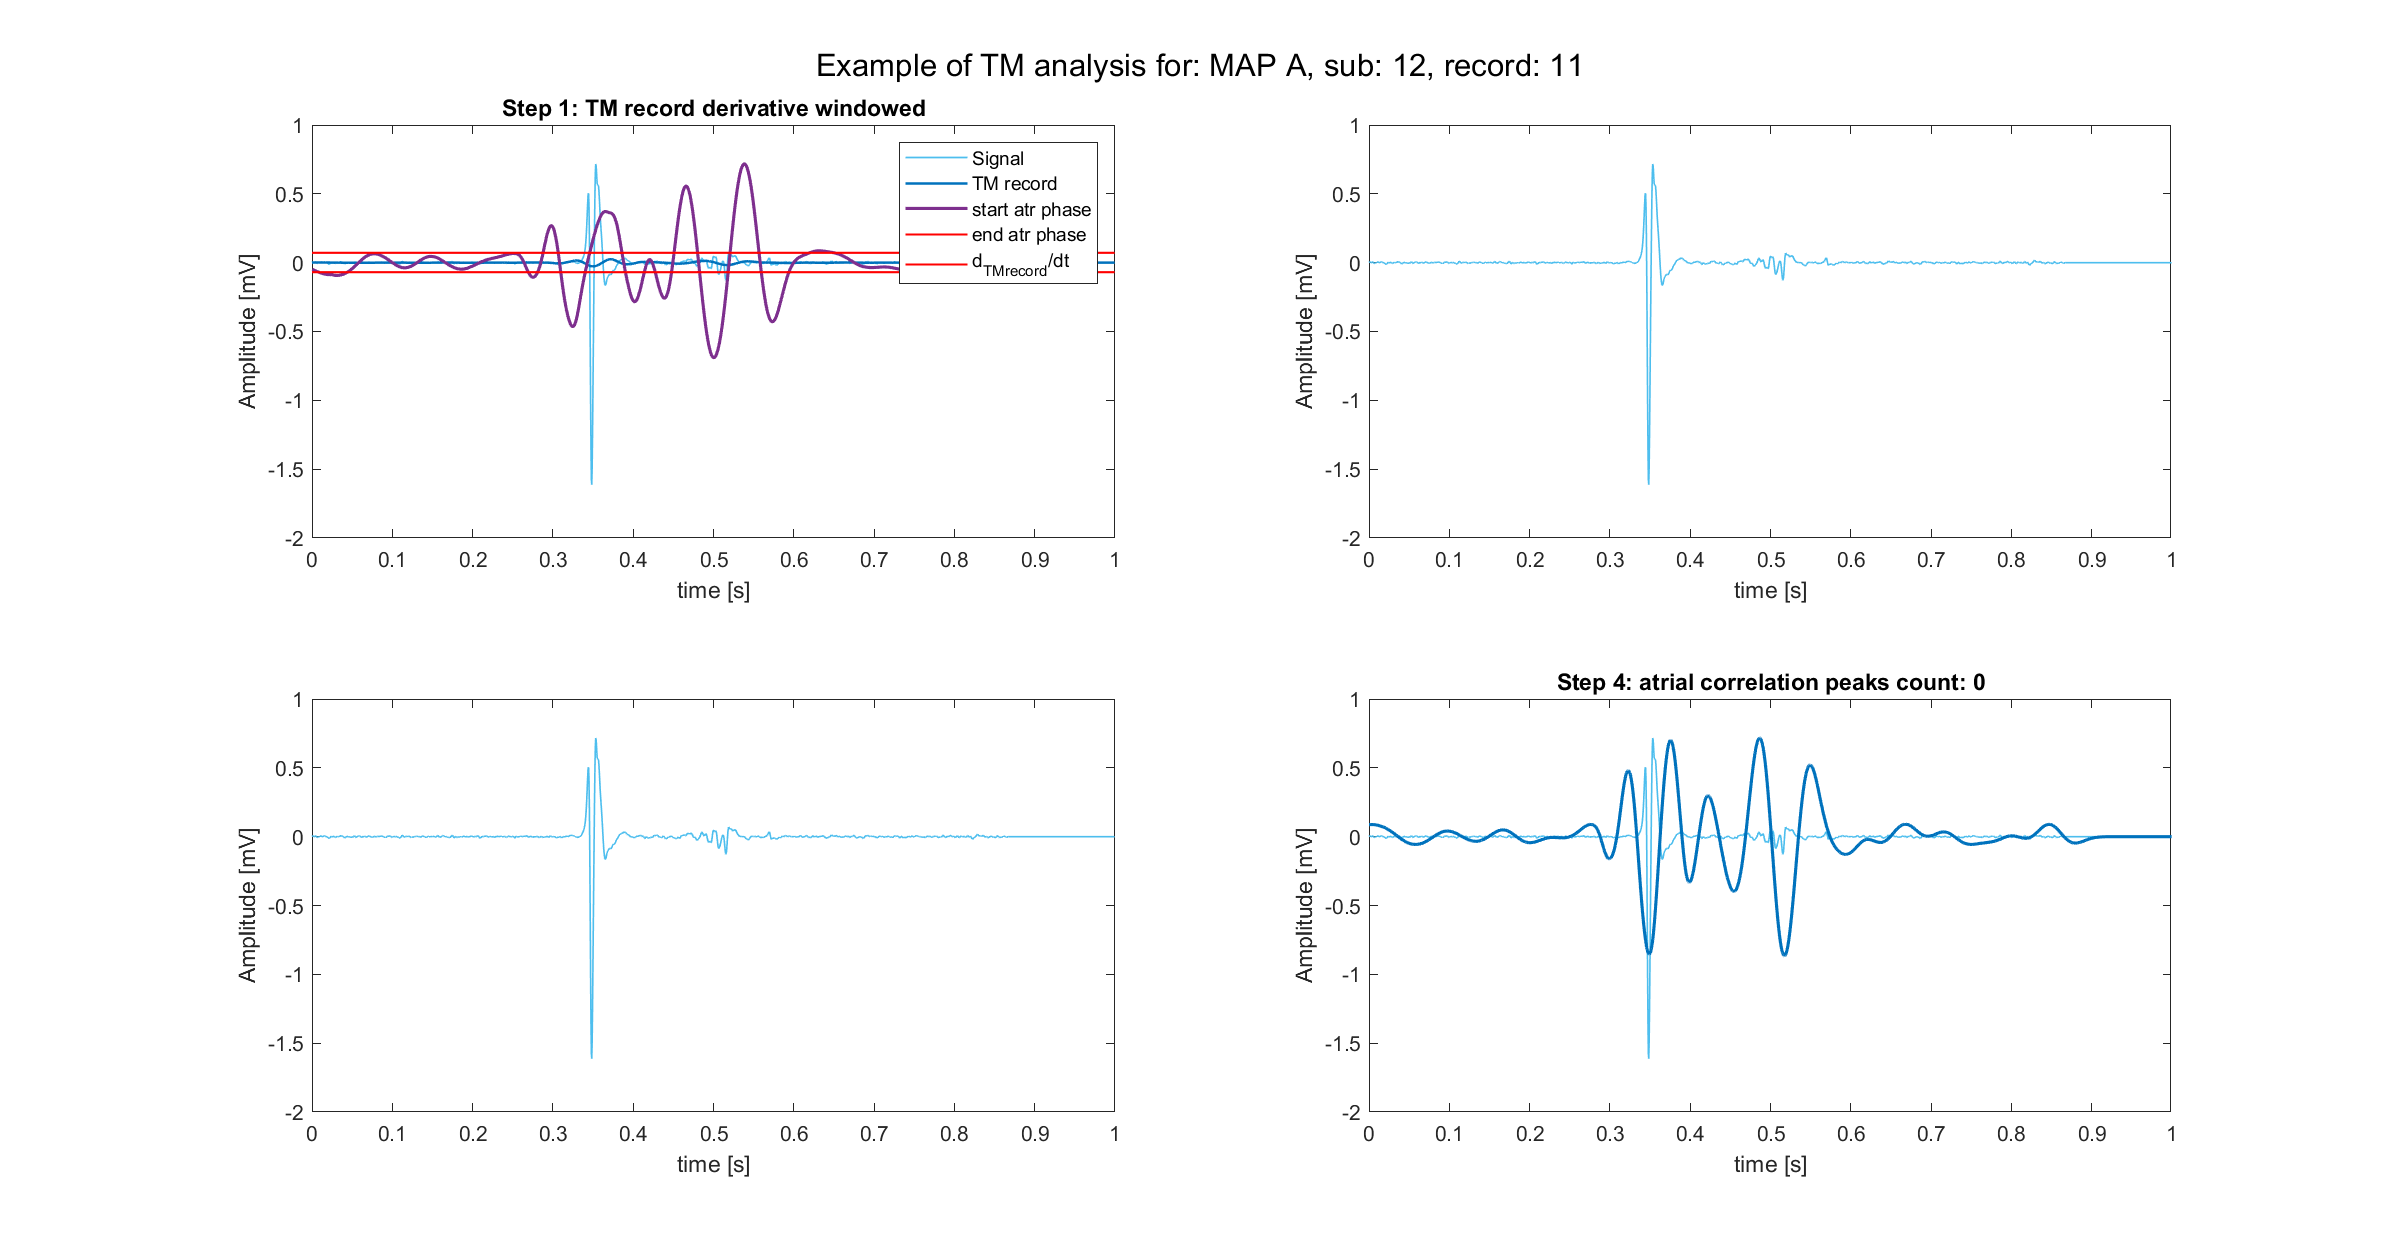 Example of TM analysis for: MAP A, sub: 12, record: 11
Step 1: TM record derivative windowed
1
0.5
0
-0.5
-1
-1.5
-2
0 0.1 0.2 0.3 0.4 0.5 0.6 0.7 0.8 0.9 1
Amplitude [mV]
time [s]
Signal
TM record
start atr phase
end atr phase
d_TMrecord/dt
1
0.5
0
-0.5
-1
-1.5
-2
0 0.1 0.2 0.3 0.4 0.5 0.6 0.7 0.8 0.9 1
Amplitude [mV]
time [s]
1
0.5
0
-0.5
-1
-1.5
-2
0 0.1 0.2 0.3 0.4 0.5 0.6 0.7 0.8 0.9 1
Amplitude [mV]
time [s]
Step 4: atrial correlation peaks count: 0
1
0.5
0
-0.5
-1
-1.5
-2
0 0.1 0.2 0.3 0.4 0.5 0.6 0.7 0.8 0.9 1
Amplitude [mV]
time [s]